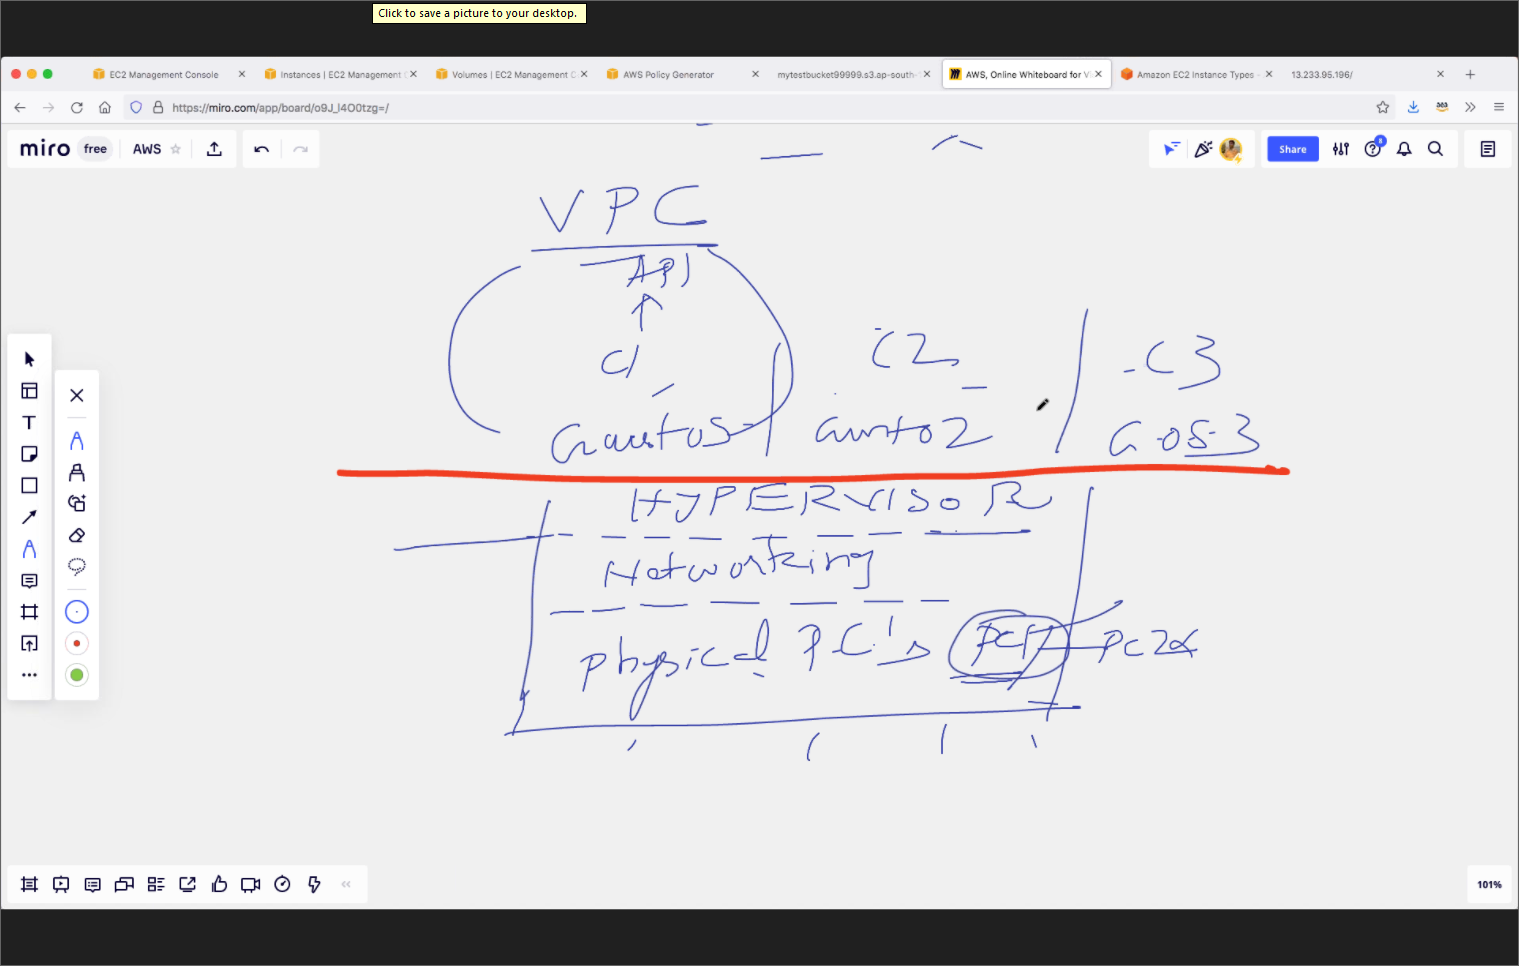 Click to save a picture to your desktop.
EC2 Management Console
Instances | EC2 Management
Volumes | EC2 Management C
AWS Policy Generator
mytestbucket99999.s3.ap-south-
AWS, Online Whiteboard for V
Amazon EC2 Instance Types -
13.233.95.196/
https://miro.com/app/board/o9J_l4O0tzg=/
miro free AWS
Share
8
VPC
API
C1
C2
-C3
GuestOS-
G-OS-3
HYPERVISOR
Networking
Physical PC's PC1 PC2
101%